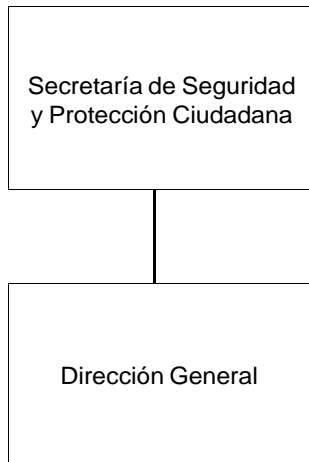 Secretaría de Seguridad
y Protección Ciudadana
Dirección General